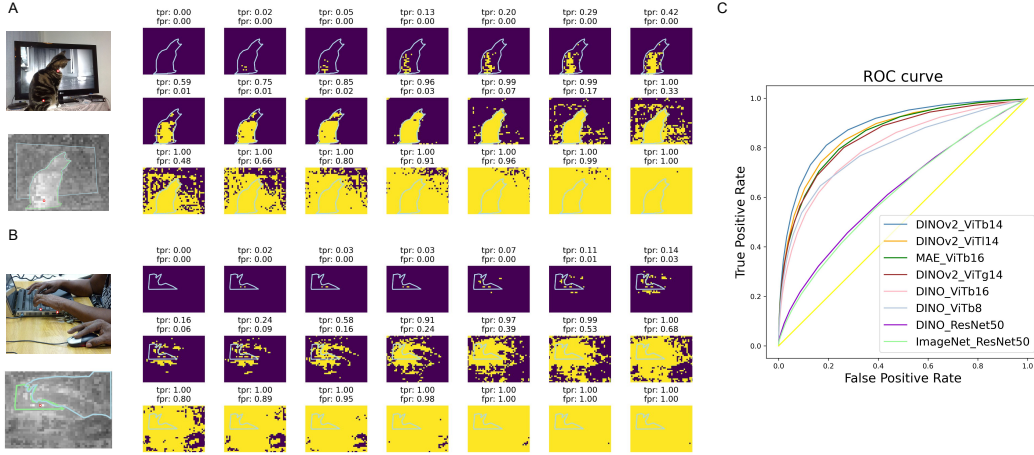 A
tpr: 0.00 tpr: 0.02 tpr: 0.05 tpr: 0.13 tpr: 0.20 tpr: 0.29 tpr: 0.42
fpr: 0.00 fpr: 0.00 fpr: 0.00 fpr: 0.00 fpr: 0.00 fpr: 0.00 fpr: 0.00
tpr: 0.59 tpr: 0.75 tpr: 0.85 tpr: 0.96 tpr: 0.99 tpr: 0.99 tpr: 1.00
fpr: 0.01 fpr: 0.01 fpr: 0.02 fpr: 0.03 fpr: 0.07 fpr: 0.17 fpr: 0.33
tpr: 1.00 tpr: 1.00 tpr: 1.00 tpr: 1.00 tpr: 1.00 tpr: 1.00 tpr: 1.00
fpr: 0.48 fpr: 0.66 fpr: 0.80 fpr: 0.91 fpr: 0.96 fpr: 0.99 fpr: 1.00
B
tpr: 0.00 tpr: 0.02 tpr: 0.03 tpr: 0.03 tpr: 0.07 tpr: 0.11 tpr: 0.14
fpr: 0.00 fpr: 0.00 fpr: 0.00 fpr: 0.00 fpr: 0.00 fpr: 0.01 fpr: 0.03
tpr: 0.16 tpr: 0.24 tpr: 0.58 tpr: 0.91 tpr: 0.97 tpr: 0.99 tpr: 1.00
fpr: 0.06 fpr: 0.09 fpr: 0.16 fpr: 0.24 fpr: 0.39 fpr: 0.53 fpr: 0.68
tpr: 1.00 tpr: 1.00 tpr: 1.00 tpr: 1.00 tpr: 1.00 tpr: 1.00 tpr: 1.00
fpr: 0.80 fpr: 0.89 fpr: 0.95 fpr: 0.98 fpr: 1.00 fpr: 1.00 fpr: 1.00
C
ROC curve
True Positive Rate
1.0
0.8
0.6
0.4
0.2
0.0
DINOv2_ViTb14
DINOv2_ViTl14
MAE_ViTb16
DINOv2_ViTg14
DINO_ViTb16
DINO_ViTb8
DINO_ResNet50
ImageNet_ResNet50
0.0 0.2 0.4 0.6 0.8 1.0
False Positive Rate